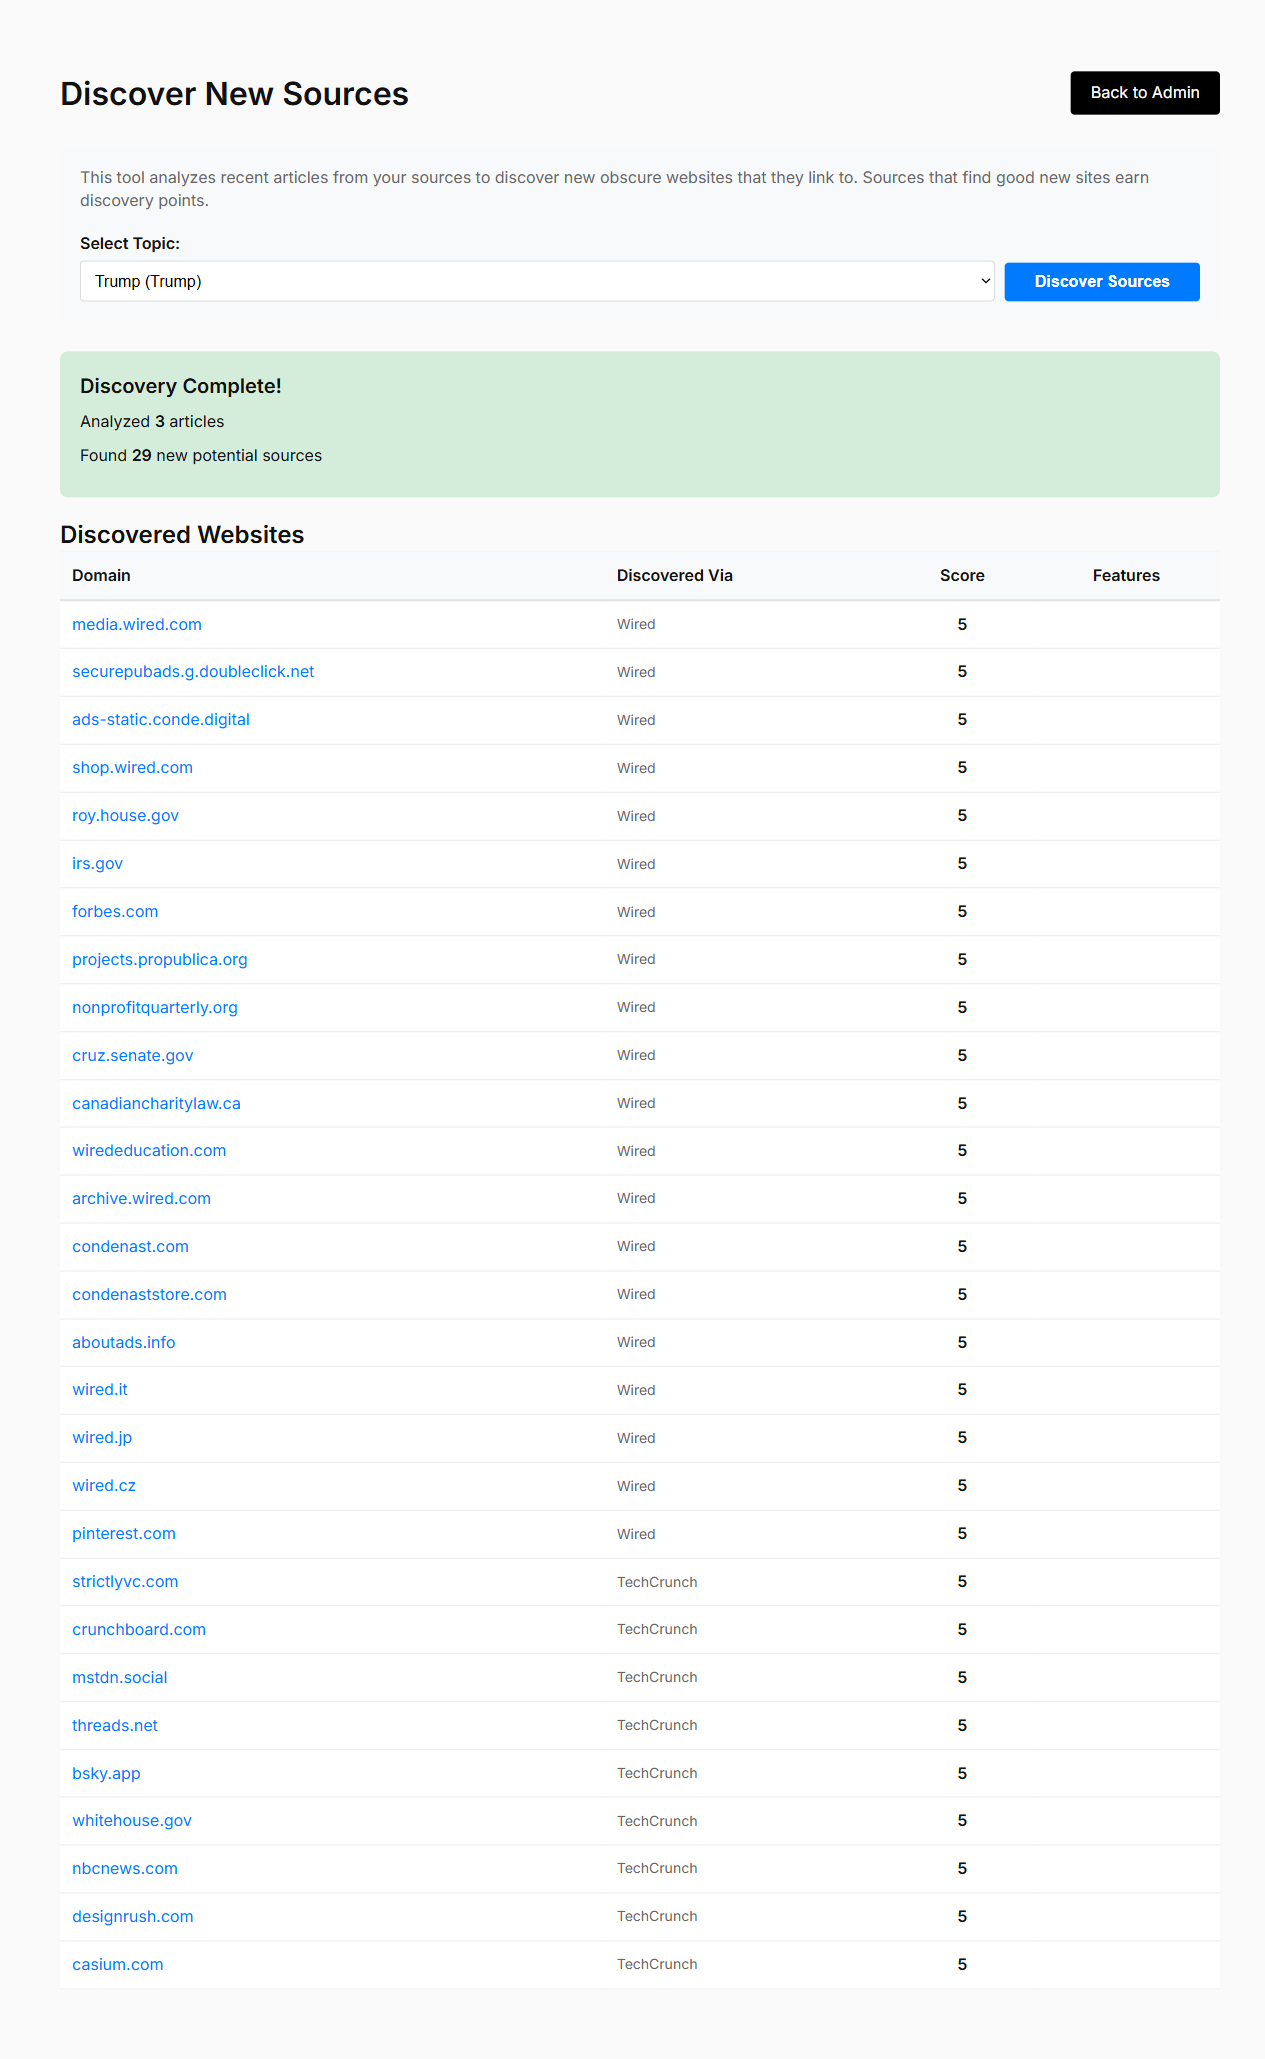 Discover New Sources
Back to Admin
This tool analyzes recent articles from your sources to discover new obscure websites that they link to. Sources that find good new sites earn
discovery points.
Select Topic:
Trump (Trump)
Discover Sources
Discovery Complete!
Analyzed 3 articles
Found 29 new potential sources
Discovered Websites
Domain Discovered Via Score Features
media.wired.com Wired 5
securepubads.g.doubleclick.net Wired 5
ads-static.conde.digital Wired 5
shop.wired.com Wired 5
roy.house.gov Wired 5
irs.gov Wired 5
forbes.com Wired 5
projects.propublica.org Wired 5
nonprofitquarterly.org Wired 5
cruz.senate.gov Wired 5
canadiancharitylaw.ca Wired 5
wirededucation.com Wired 5
archive.wired.com Wired 5
condenast.com Wired 5
condenaststore.com Wired 5
aboutads.info Wired 5
wired.it Wired 5
wired.jp Wired 5
wired.cz Wired 5
pinterest.com Wired 5
strictlyvc.com TechCrunch 5
crunchboard.com TechCrunch 5
mstdn.social TechCrunch 5
threads.net TechCrunch 5
bsky.app TechCrunch 5
whitehouse.gov TechCrunch 5
nbcnews.com TechCrunch 5
designrush.com TechCrunch 5
casium.com TechCrunch 5